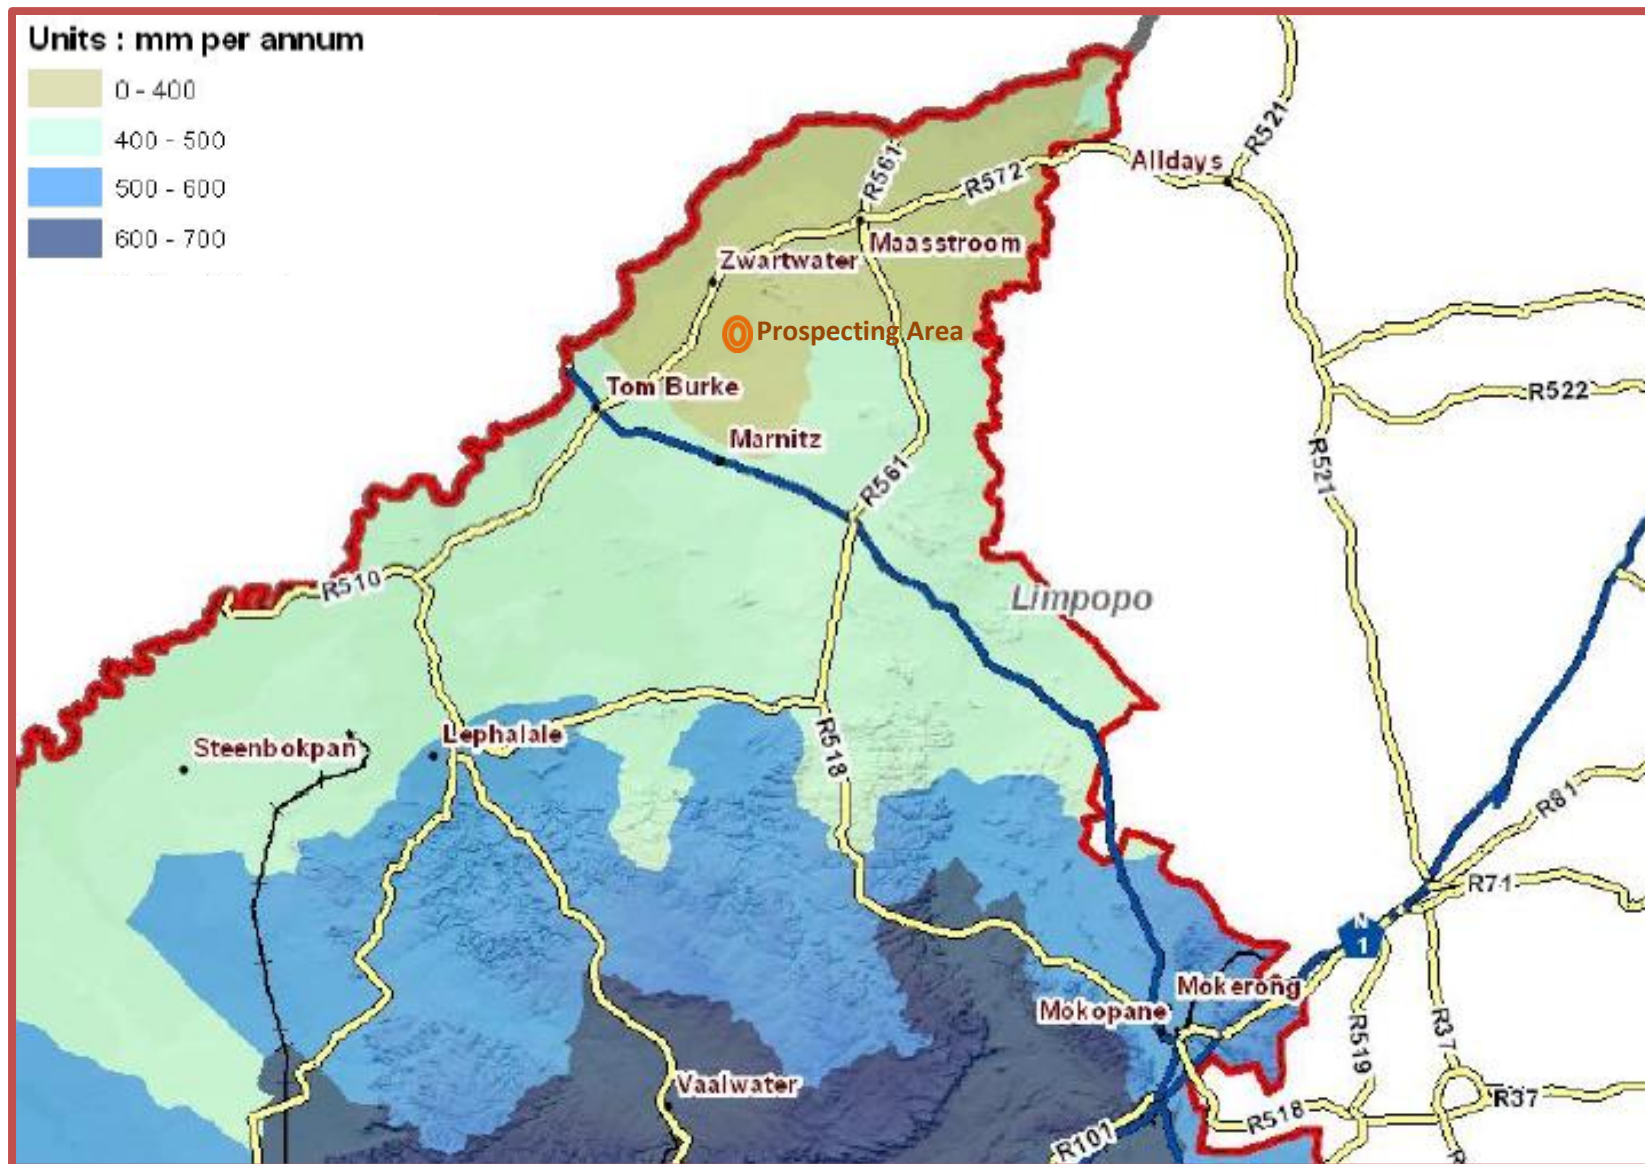 Units : mm per annum
0 - 400
400 - 500
500 - 600
600 - 700
R521
Alldays
R561
R572
Maasstroom
Zwartwater
Prospecting Area
Tom Burke
R522
Marnitz
R521
R561
R510
Limpopo
Steenbokpan
Lephalale
R518
R81
R71
N
1
Mokerong
Mokopane
R519
R37
Vaalwater
R37
R518
R101